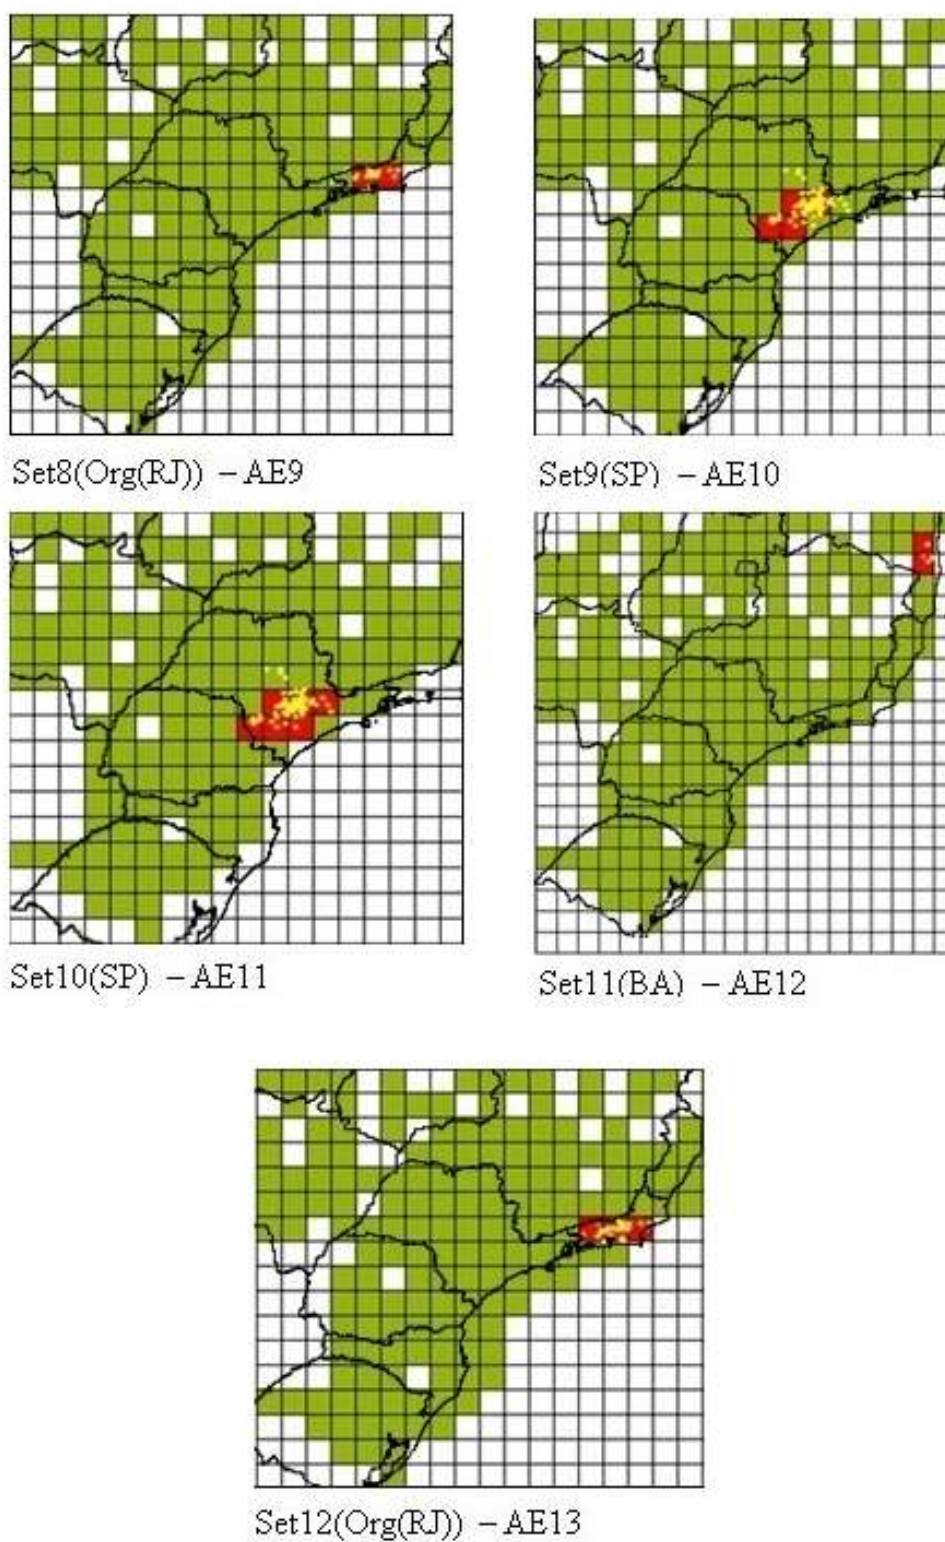 Set8(Org(RJ)) – AE9
Set9(SP) – AE10
Set10(SP) – AE11
Set11(BA) – AE12
Set12(Org(RJ)) – AE13